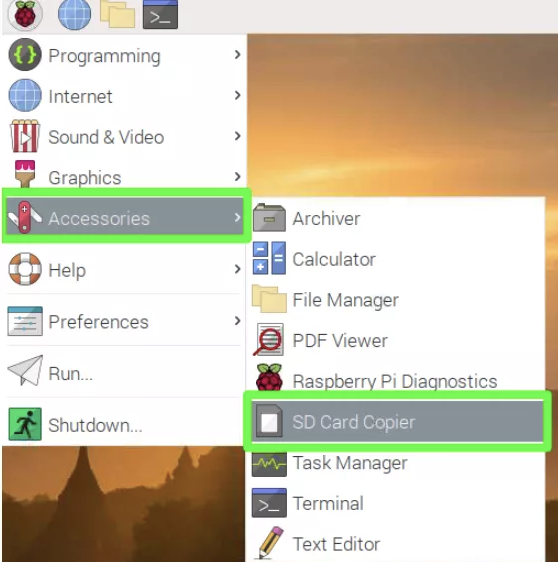 Programming
Internet
Sound & Video
Graphics
Accessories
Help
Preferences
Run...
Shutdown...
Archiver
Calculator
File Manager
PDF Viewer
Raspberry Pi Diagnostics
SD Card Copier
Task Manager
Terminal
Text Editor